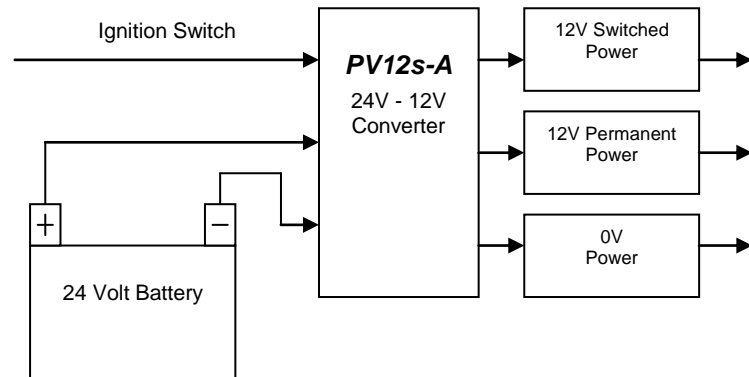 Ignition Switch
PV12s-A
24V - 12V
Converter
12V Switched
Power
12V Permanent
Power
0V
Power
+
−
24 Volt Battery